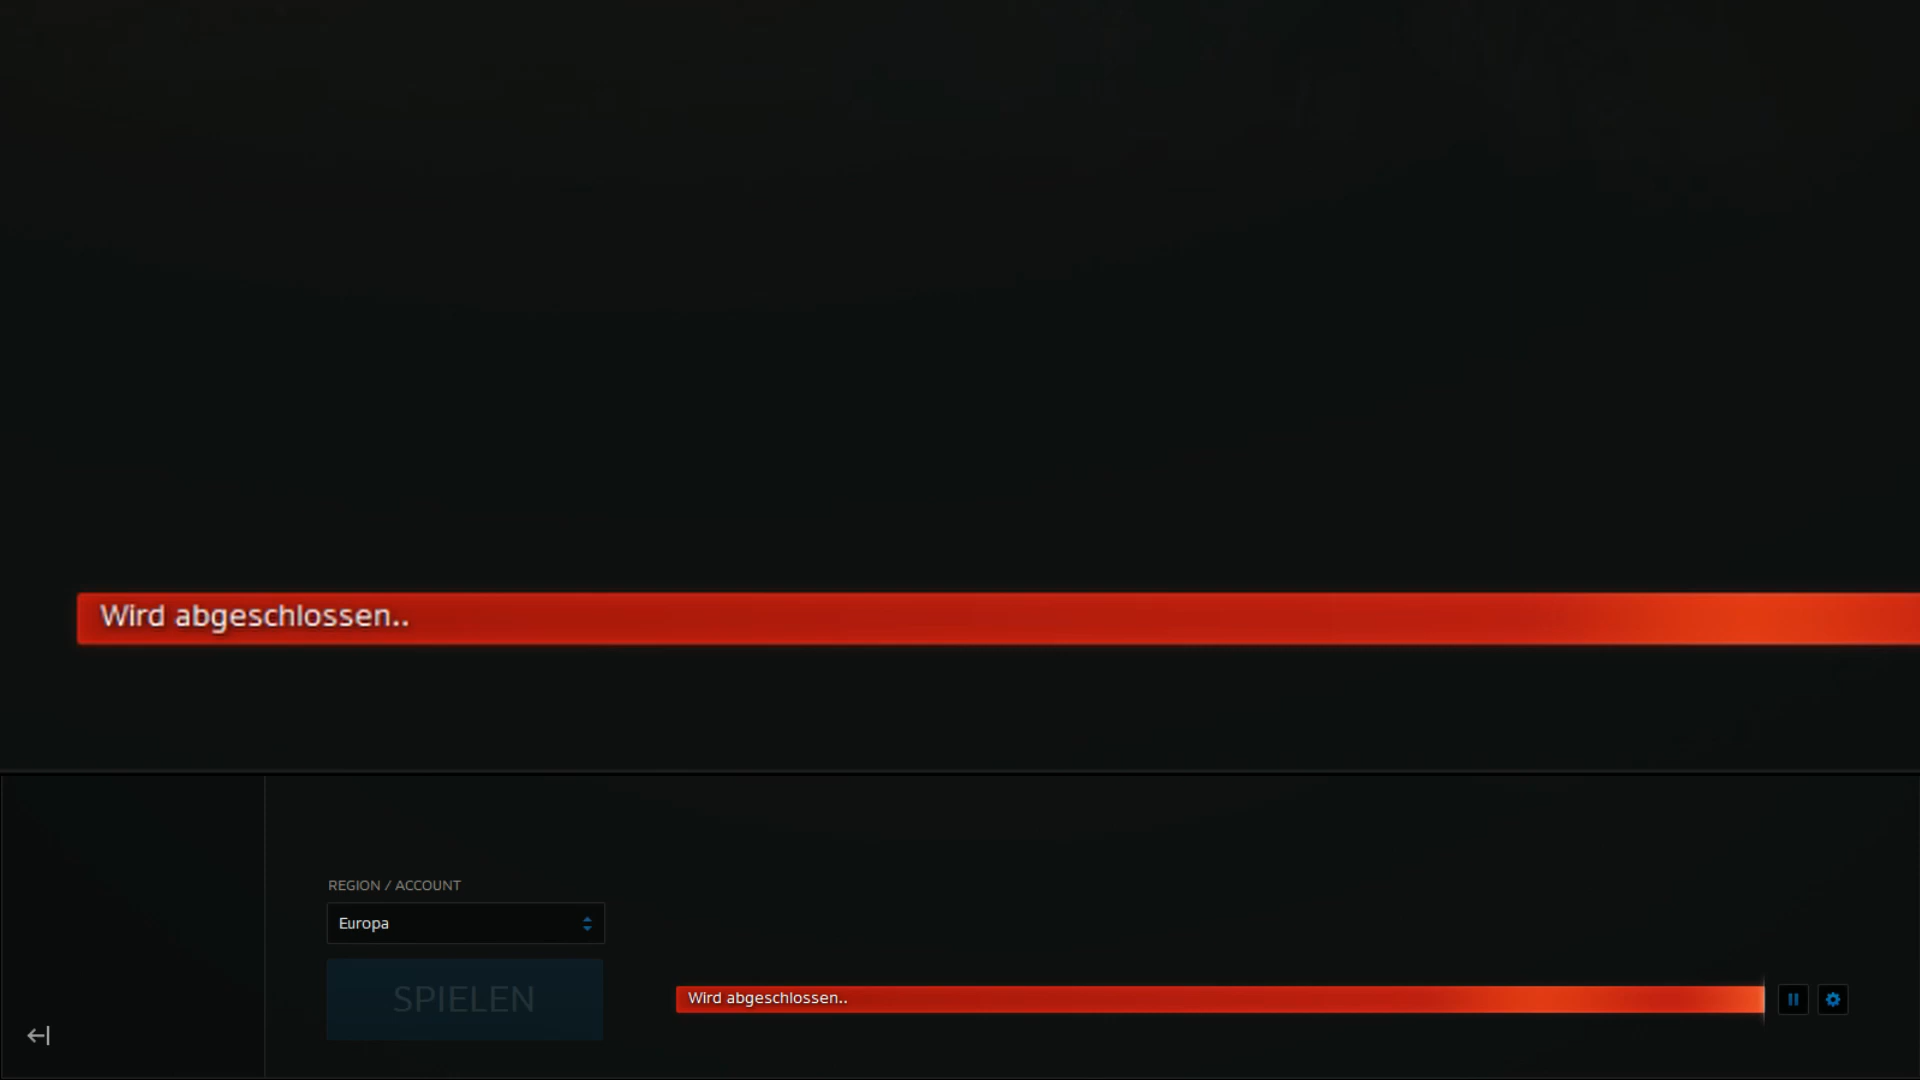 Wird abgeschlossen..
REGION / ACCOUNT
Europa
SPIELEN
Wird abgeschlossen..